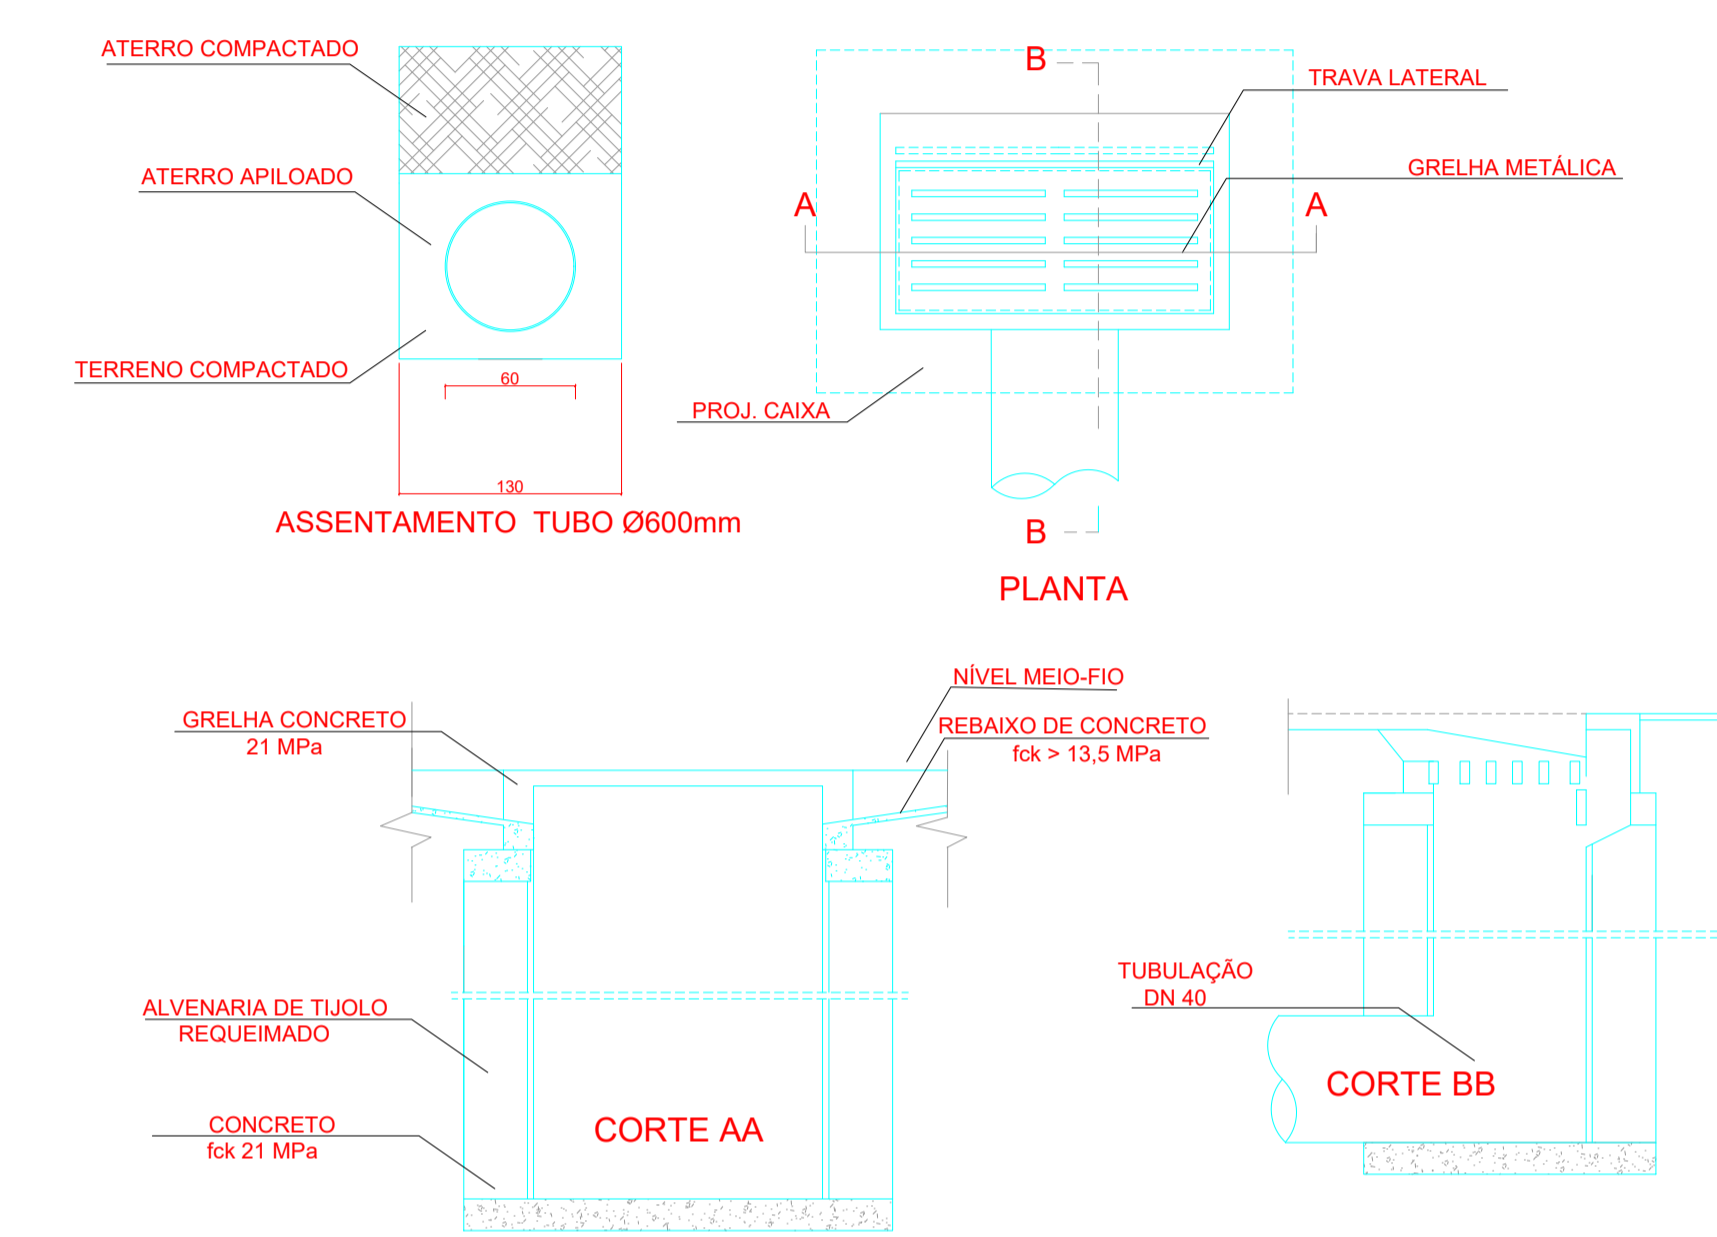 ATERRO COMPACTADO
ATERRO APILOADO
TERRENO COMPACTADO
60
130
ASSENTAMENTO TUBO Ø600mm
B
TRAVA LATERAL
GRELHA METÁLICA
A
A
PROJ. CAIXA
B
PLANTA
NÍVEL MEIO-FIO
GRELHA CONCRETO
21 MPa
REBAIXO DE CONCRETO
fck > 13,5 MPa
ALVENARIA DE TIJOLO
REQUEIMADO
CONCRETO
fck 21 MPa
CORTE AA
TUBULAÇÃO
DN 40
CORTE BB